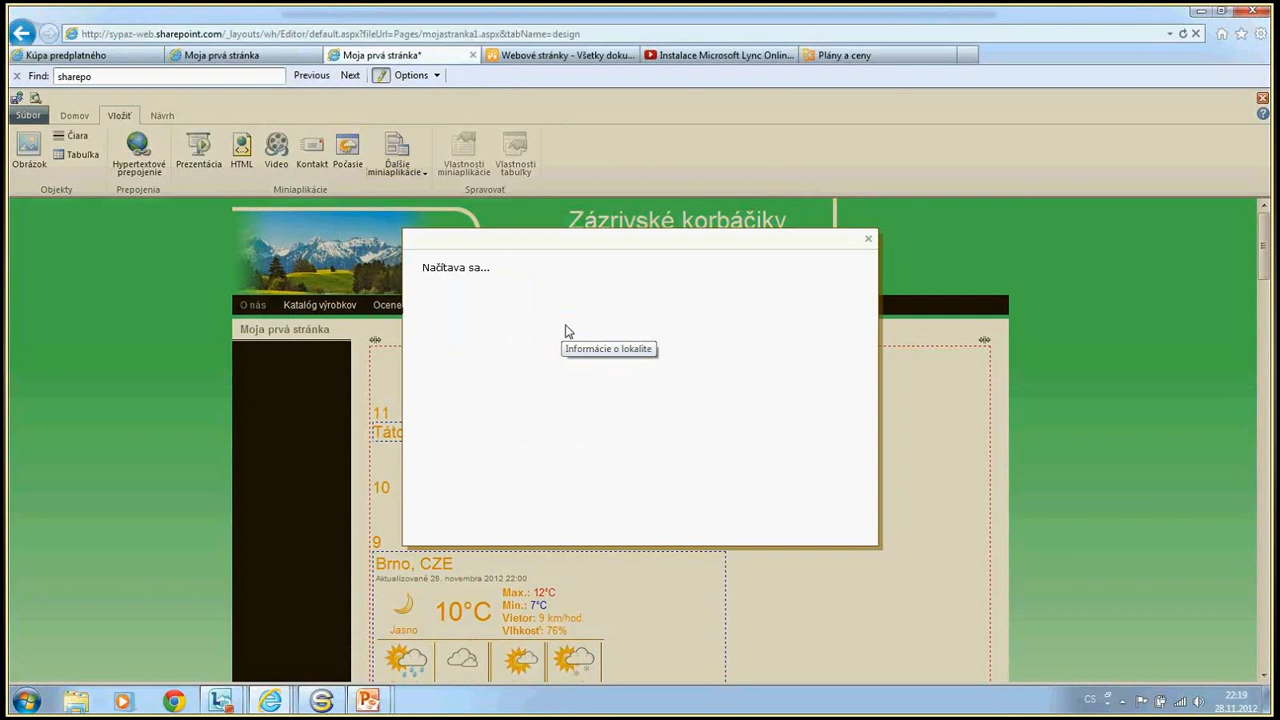 http://sypaz-web.sharepoint.com/_layouts/wh/Editor/default.aspx?fileUrl=Pages/mojastranka1.aspx&tabName=design
Kúpa predplatného
Moja prvá stránka
Moja prvá stránka*
Webové stránky - Všetky doku...
Instalace Microsoft Lync Onlin...
Plány a ceny
Find: sharepo
Previous
Next
Options
Súbor
Domov
Vložiť
Návrh
Obrázok
Čiara
Tabuľka
Hypertextové
prepojenie
Prezentácia
HTML
Video
Kontakt
Počasie
Ďalšie
miniaplikácie
Vlastnosti
miniaplikácie
Vlastnosti
tabuľky
Objekty
Prepojenia
Miniaplikácie
Spravovať
Zázrivské korbáčiky
Načítava sa...
O nás
Katalóg výrobkov
Ocene
Moja prvá stránka
Informácie o lokalite
11
Táto
10
9
Brno, CZE
Aktualizované 28. novembra 2012 22:00
Jasno
10°C
Max.: 12°C
Min.: 7°C
Vietor: 9 km/hod.
Vlhkosť: 76%
CS
22:19
28.11.2012